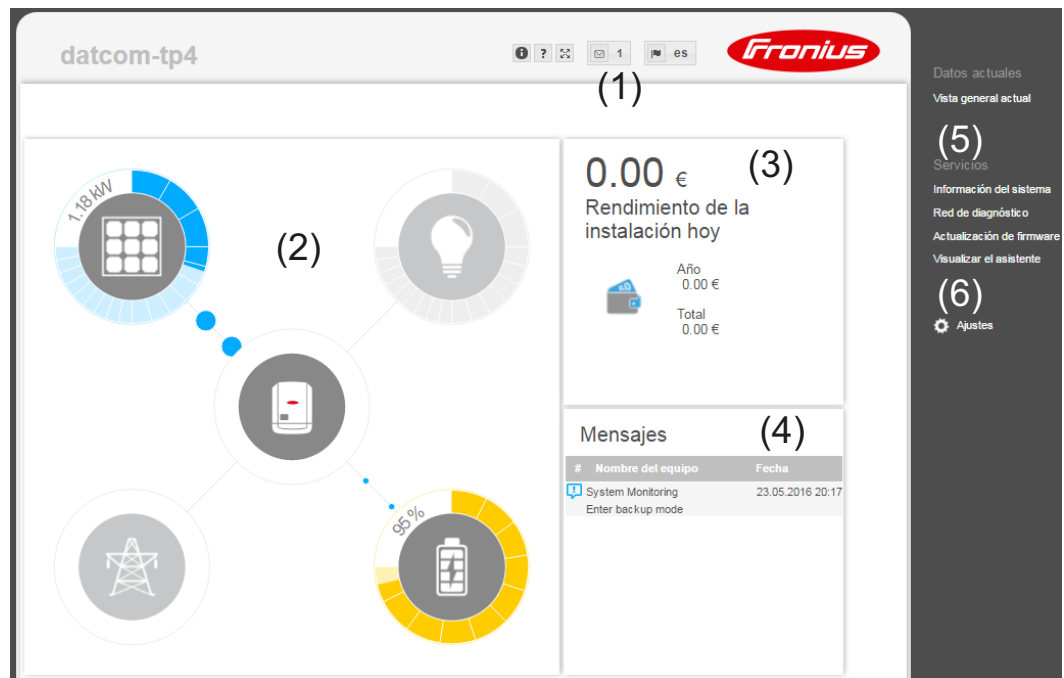 datcom-tp4
i ? 1 es
Fronius
(1)
Datos actuales
Vista general actual
(5)
Servicios
Información del sistema
Red de diagnóstico
Actualización de firmware
Visualizar el asistente
(6)
Ajustes
1.18 kW
(2)
95 %
0.00 €
(3)
Rendimiento de la
instalación hoy
Año
0.00 €
Total
0.00 €
Mensajes
(4)
# Nombre del equipo Fecha
System Monitoring 23.05.2016 20:17
Enter backup mode